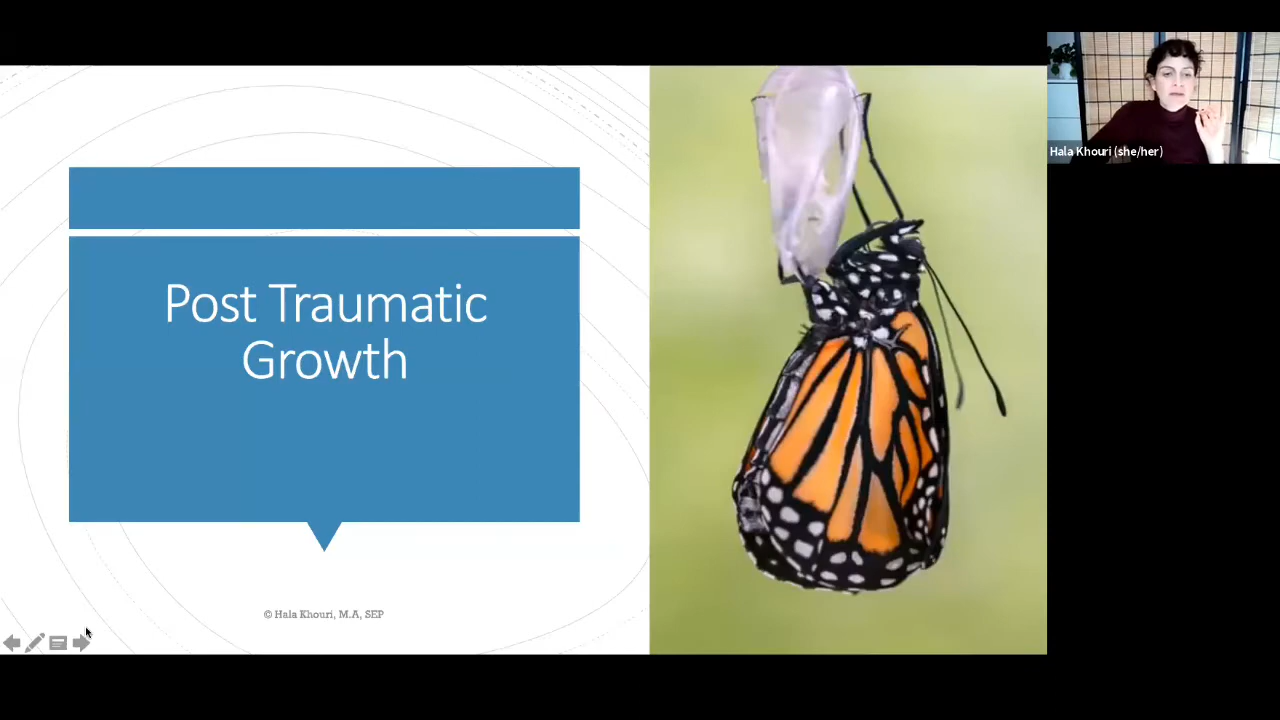 Post Traumatic
Growth
© Hala Khouri, M.A, SEP
Hala Khouri (she/her)